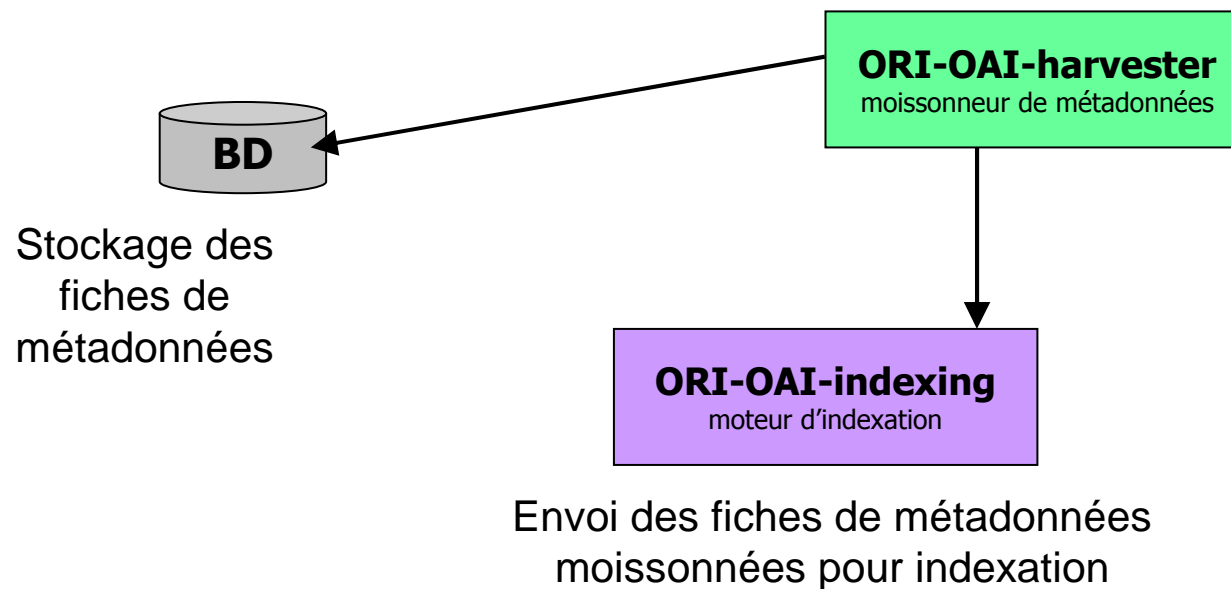 ORI-OAI-harvester
moissonneur de métadonnées
BD
Stockage des
fiches de
métadonnées
ORI-OAI-indexing
moteur d’indexation
Envoi des fiches de métadonnées
moissonnées pour indexation